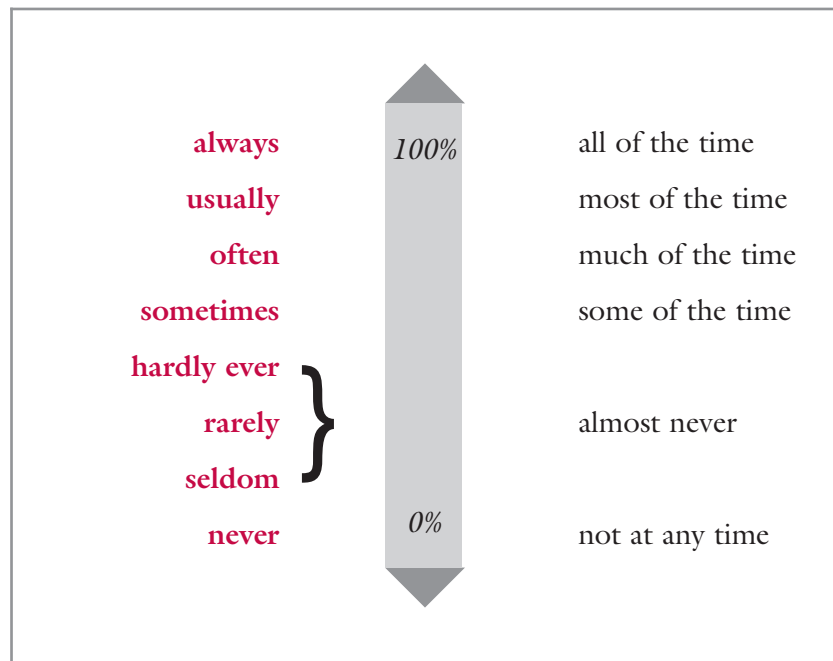 always 100% all of the time
usually most of the time
often much of the time
sometimes some of the time
hardly ever
rarely } almost never
seldom
never 0% not at any time